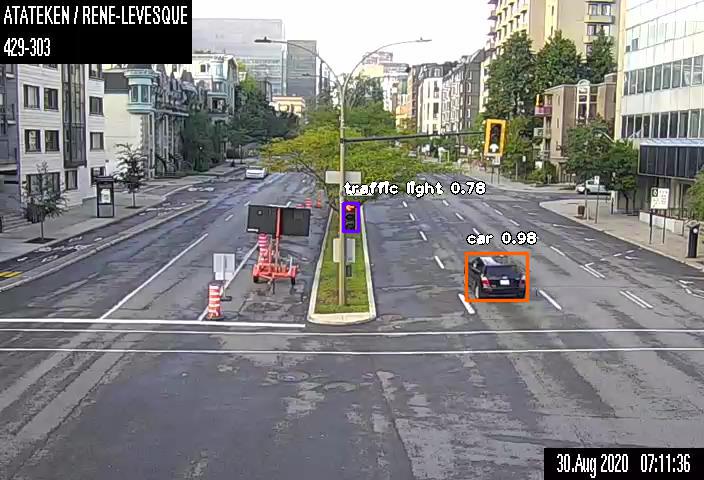 ATATEKEN / RENE-LEVESQUE
429-303
traffic light 0.78
car 0.98
30.Aug 2020 07:11:36